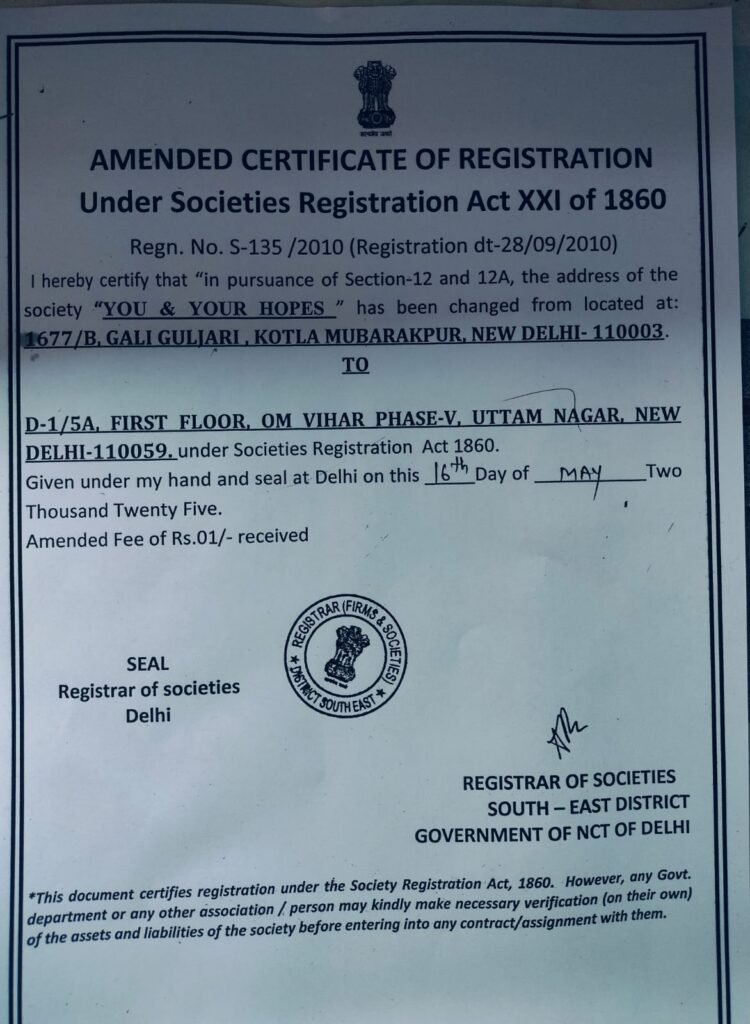 सत्यमेव जयते
AMENDED CERTIFICATE OF REGISTRATION
Under Societies Registration Act XXI of 1860
Regn. No. S-135 /2010 (Registration dt-28/09/2010)
I hereby certify that “in pursuance of Section-12 and 12A, the address of the
society “YOU & YOUR HOPES ” has been changed from located at:
1677/B, GALI GULJARI , KOTLA MUBARAKPUR, NEW DELHI- 110003.
TO
D-1/5A, FIRST FLOOR, OM VIHAR PHASE-V, UTTAM NAGAR, NEW
DELHI-110059. under Societies Registration Act 1860.
Given under my hand and seal at Delhi on this 16th Day of MAY Two
Thousand Twenty Five.
Amended Fee of Rs.01/- received
REGISTRAR (FIRMS & SOCIETIES)
★ DISTRICT SOUTH EAST ★
SEAL
Registrar of societies
Delhi
REGISTRAR OF SOCIETIES
SOUTH – EAST DISTRICT
GOVERNMENT OF NCT OF DELHI
*This document certifies registration under the Society Registration Act, 1860. However, any Govt.
department or any other association / person may kindly make necessary verification (on their own)
of the assets and liabilities of the society before entering into any contract/assignment with them.